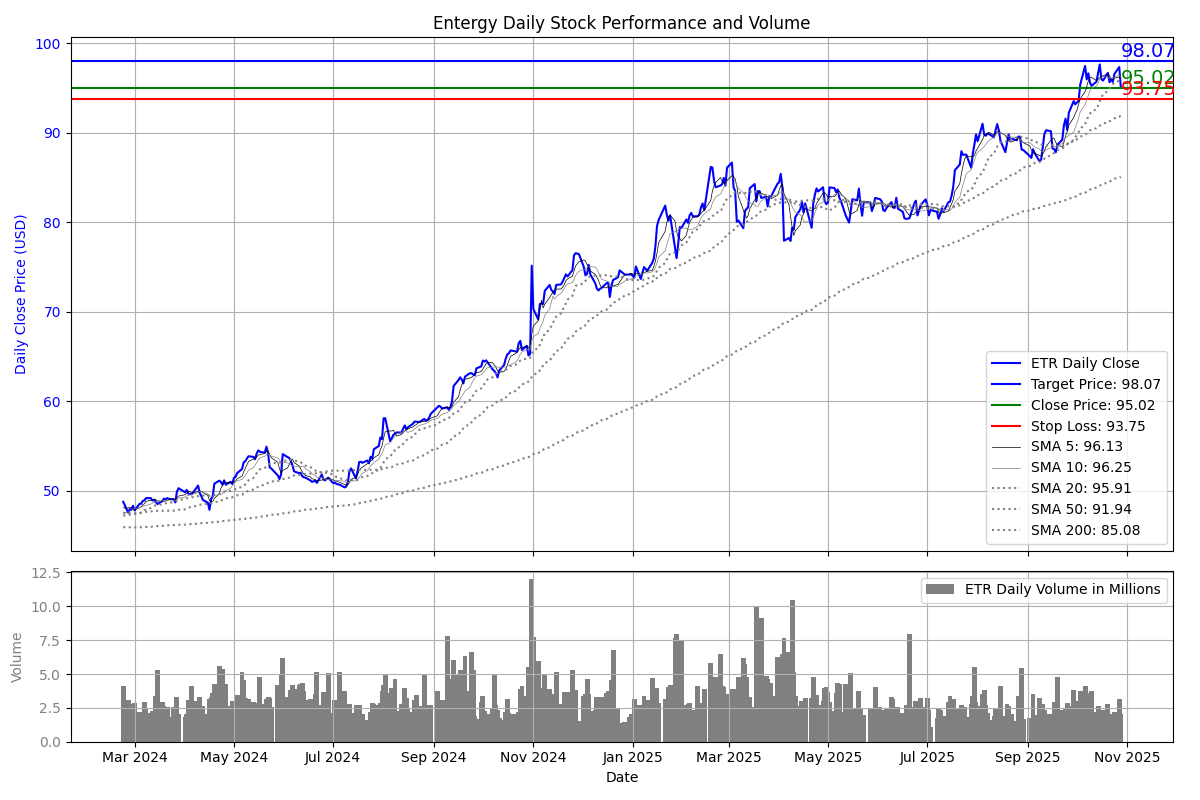 Entergy Daily Stock Performance and Volume
100
90
80
70
60
50
Daily Close Price (USD)
98.07
95.02
93.75
ETR Daily Close
Target Price: 98.07
Close Price: 95.02
Stop Loss: 93.75
SMA 5: 96.13
SMA 10: 96.25
SMA 20: 95.91
SMA 50: 91.94
SMA 200: 85.08
12.5
10.0
7.5
5.0
2.5
0.0
Volume
ETR Daily Volume in Millions
Mar 2024 May 2024 Jul 2024 Sep 2024 Nov 2024 Jan 2025 Mar 2025 May 2025 Jul 2025 Sep 2025 Nov 2025
Date